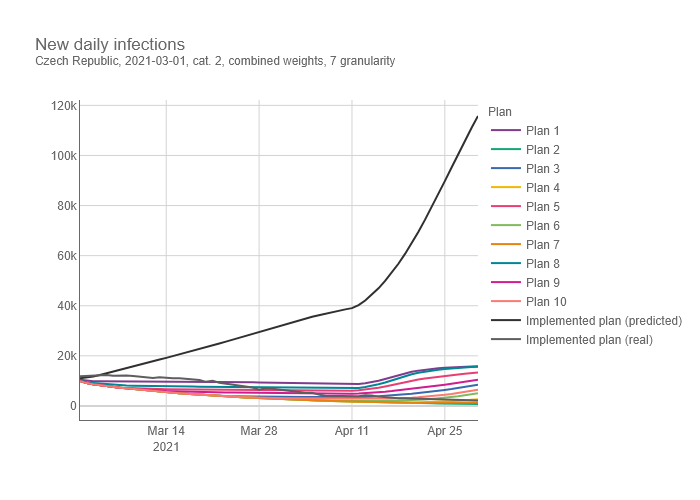 New daily infections
Czech Republic, 2021-03-01, cat. 2, combined weights, 7 granularity
120k
100k
80k
60k
40k
20k
0
Mar 14
2021
Mar 28
Apr 11
Apr 25
Plan
Plan 1
Plan 2
Plan 3
Plan 4
Plan 5
Plan 6
Plan 7
Plan 8
Plan 9
Plan 10
Implemented plan (predicted)
Implemented plan (real)